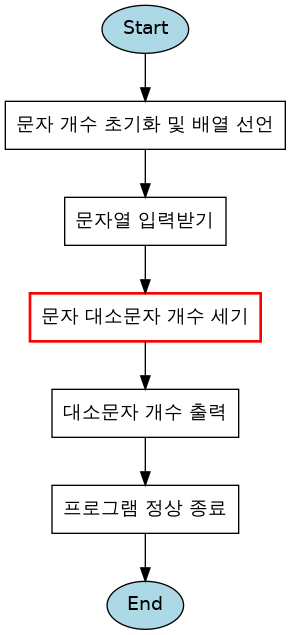 Start
문자 개수 초기화 및 배열 선언
문자열 입력받기
문자 대소문자 개수 세기
대소문자 개수 출력
프로그램 정상 종료
End